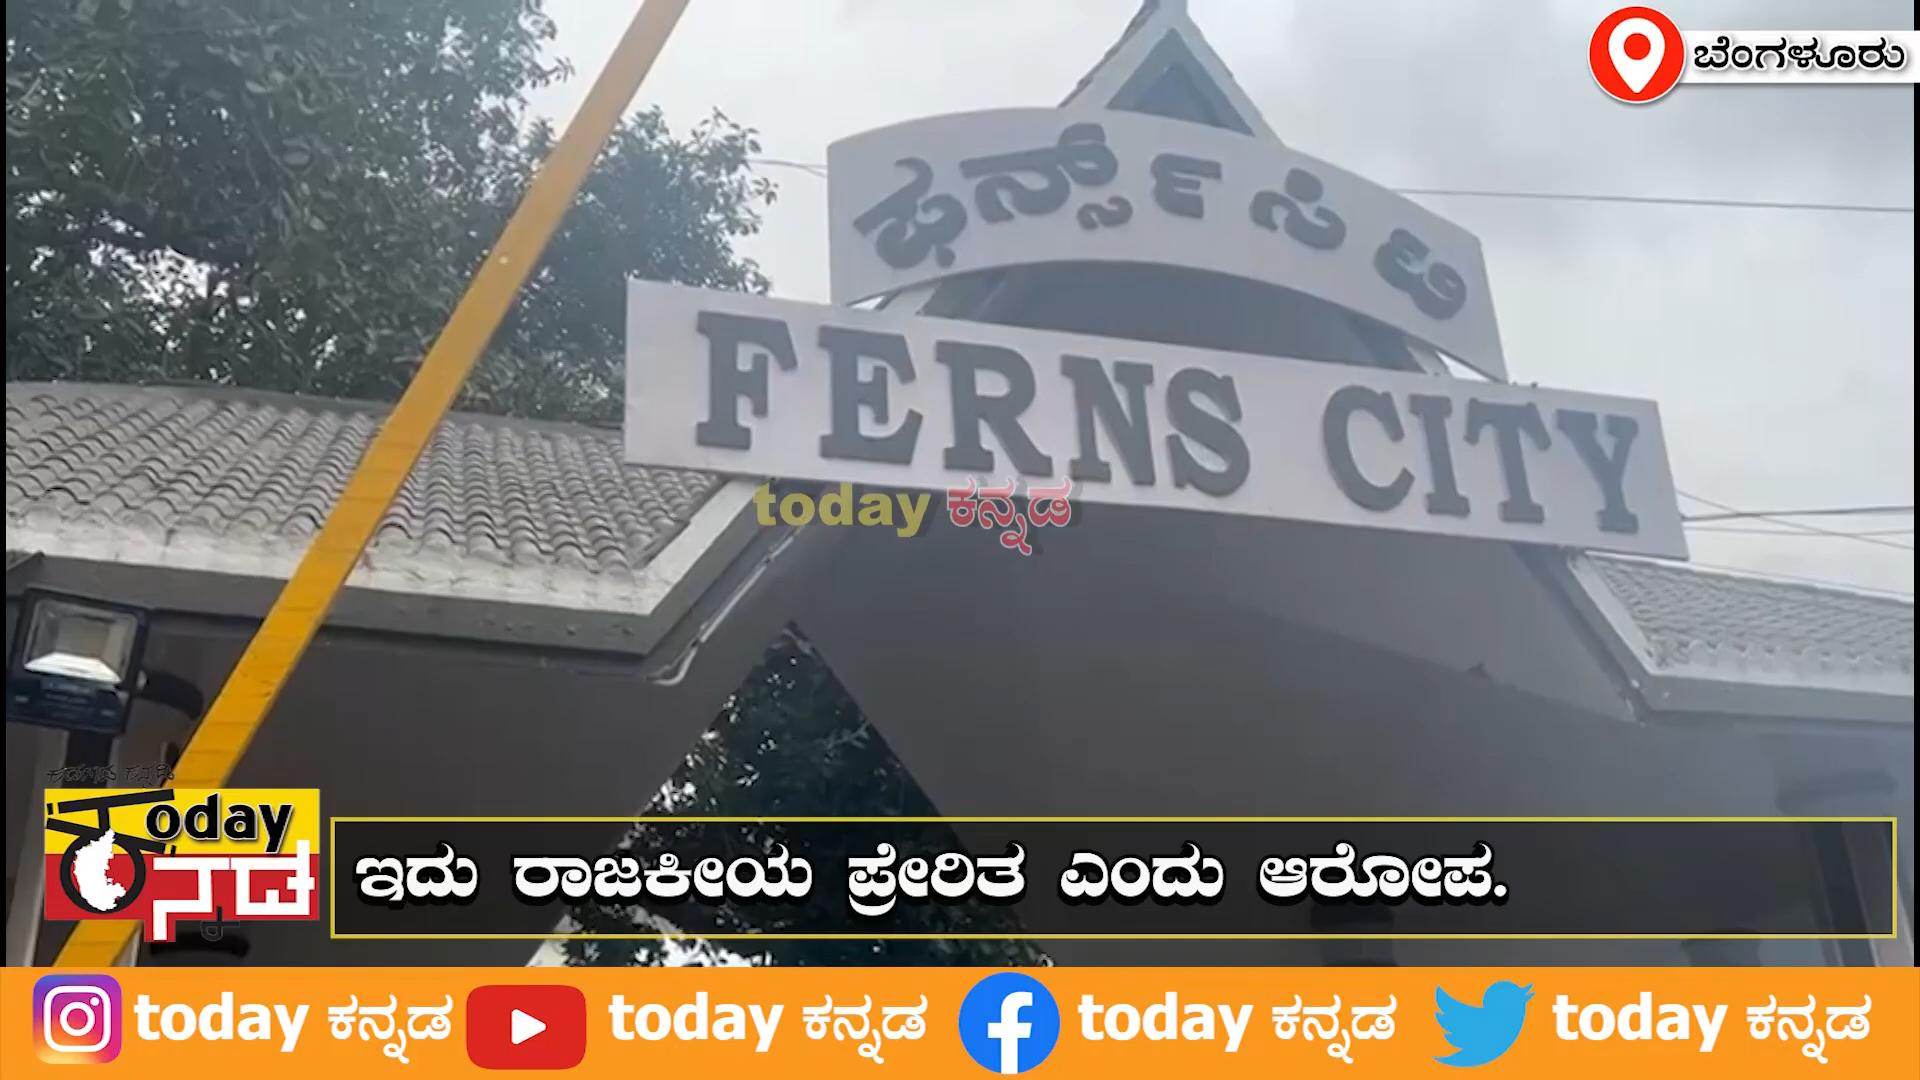 ಬೆಂಗಳೂರು
ಫರ್ನ್ಸ್ ಸಿಟಿ
FERNS CITY
today ಕನ್ನಡ
today
ಕನ್ನಡ
ಇದು ರಾಜಕೀಯ ಪ್ರೇರಿತ ಎಂದು ಆರೋಪ.
today ಕನ್ನಡ today ಕನ್ನಡ today ಕನ್ನಡ today ಕನ್ನಡ